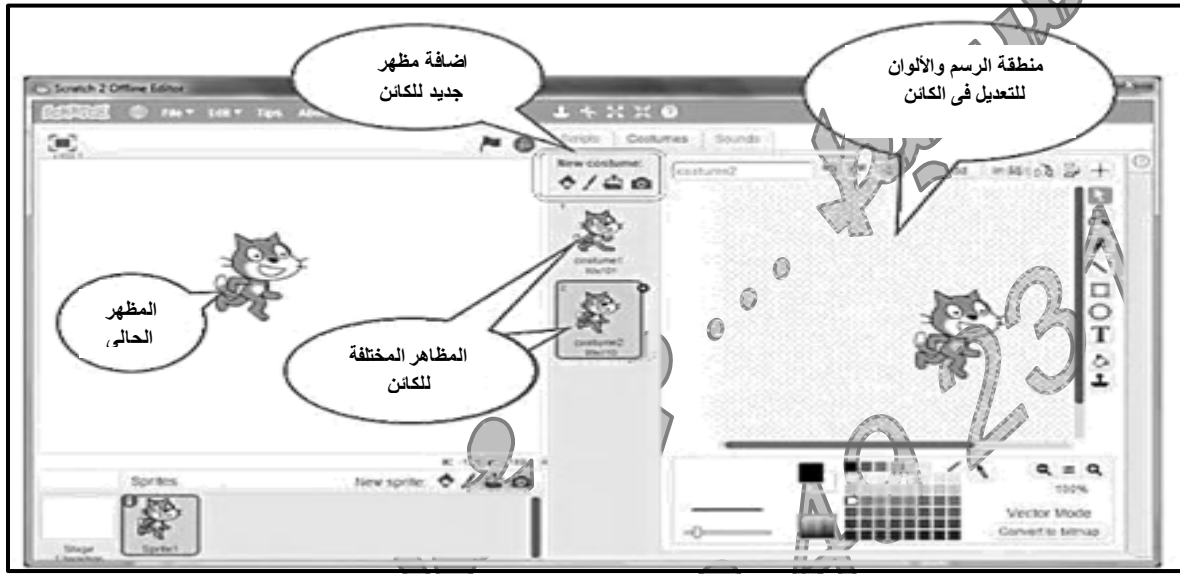 اضافة مظهر
جديد للكائن
منطقة الرسم والألوان
للتعديل فى الكائن
Scratch 2 Offline Editor
File Edit Tips
Scripts Costumes Sounds
New costume:
costume2
1
costume1
2
costume2
المظهر
الحالى
المظاهر المختلفة
للكائن
T
Sprites New sprite:
Stage
Sprite1
100%
Vector Mode
Convert to bitmap